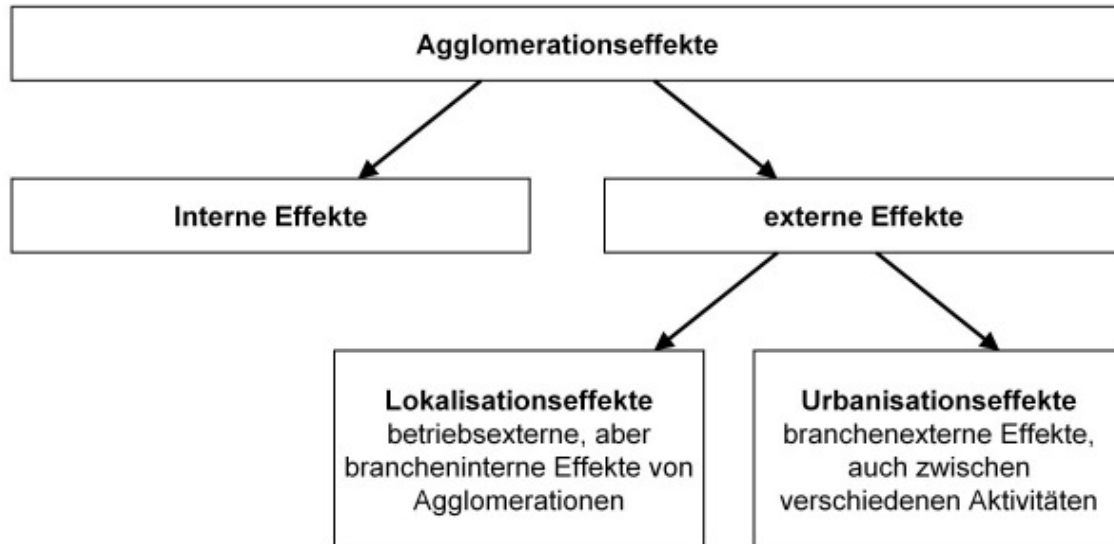 Agglomerationseffekte
Interne Effekte
externe Effekte
Lokalisationseffekte
betriebsexterne, aber
brancheninterne Effekte von
Agglomerationen
Urbanisationseffekte
branchenexterne Effekte,
auch zwischen
verschiedenen Aktivitäten